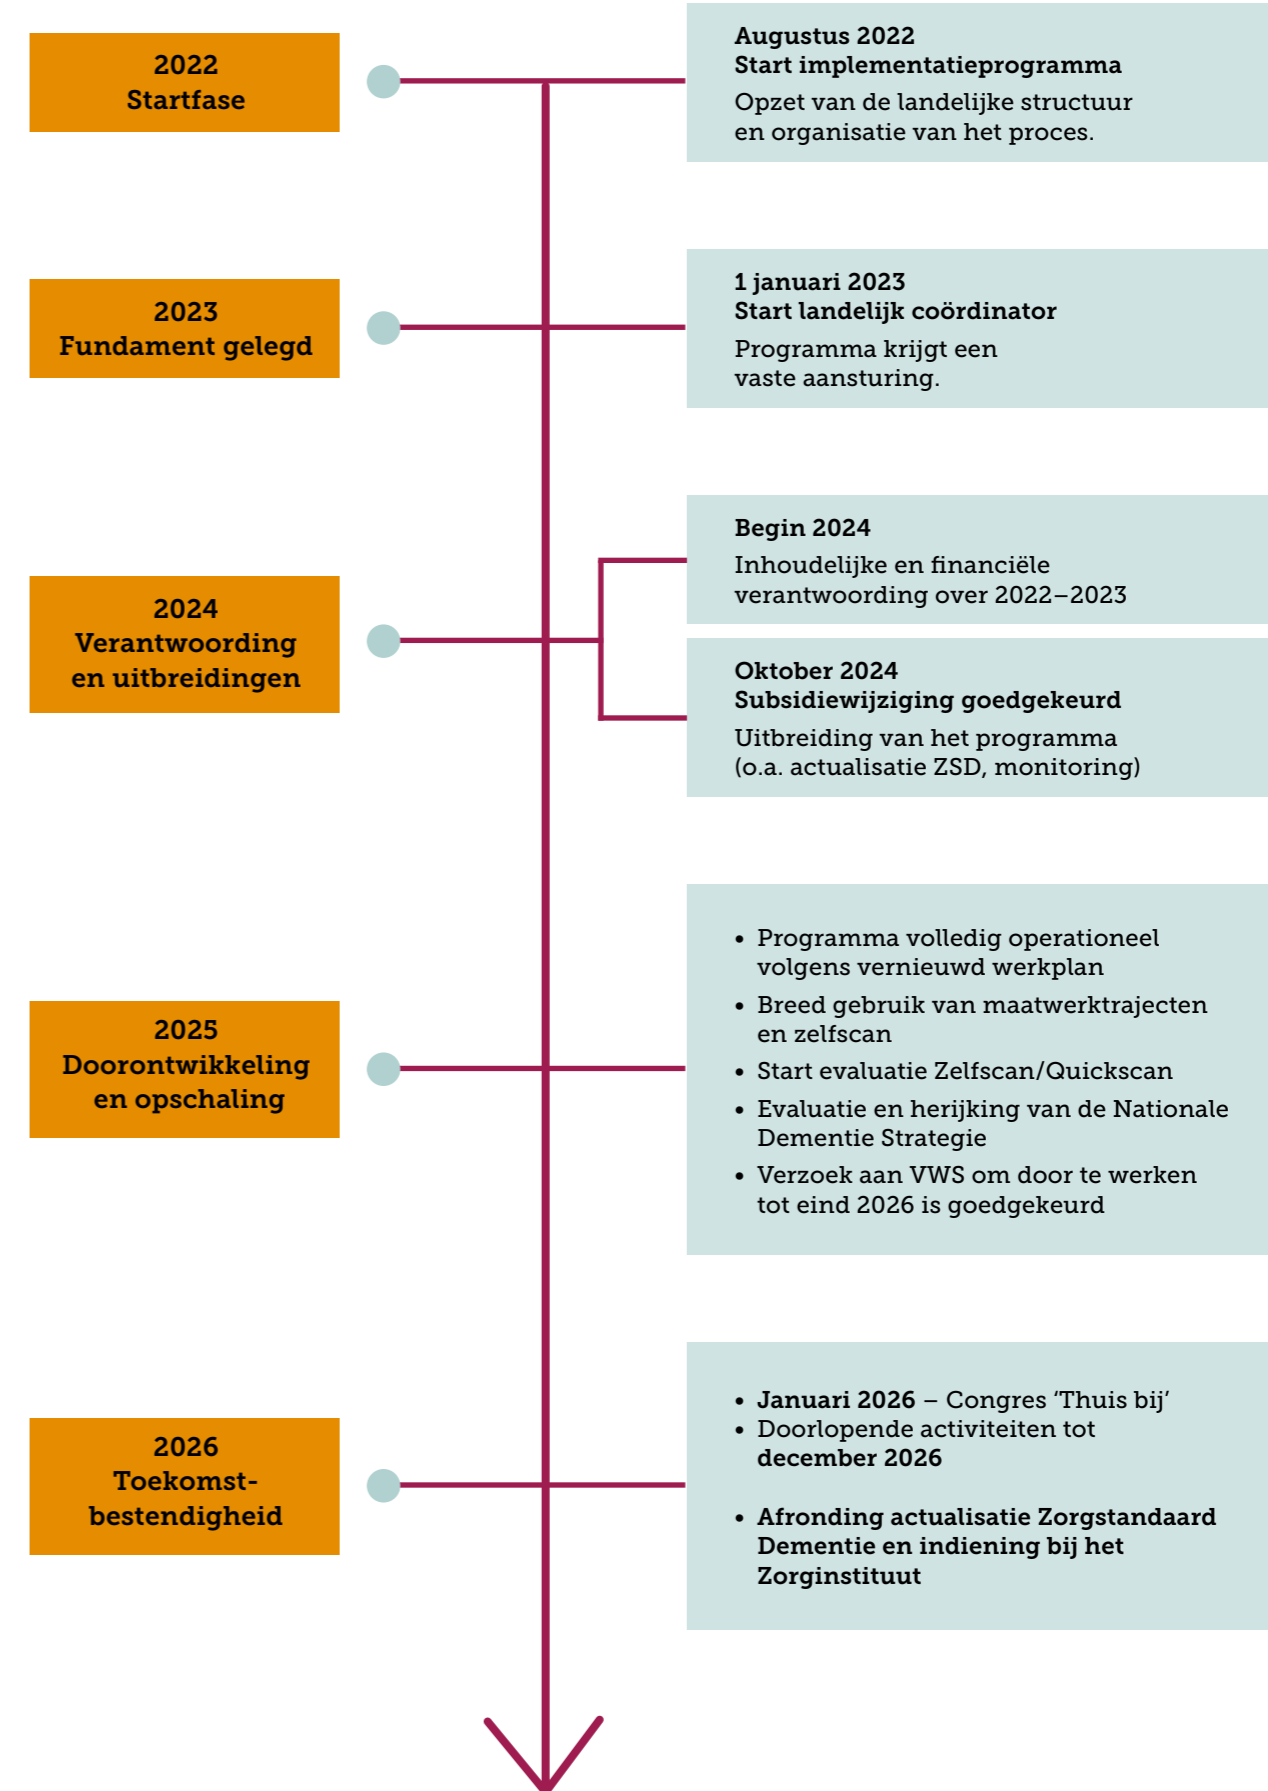 2022
Startfase
Augustus 2022
Start implementatieprogramma
Opzet van de landelijke structuur
en organisatie van het proces.
2023
Fundament gelegd
1 januari 2023
Start landelijk coördinator
Programma krijgt een
vaste aansturing.
2024
Verantwoording
en uitbreidingen
Begin 2024
Inhoudelijke en financiële
verantwoording over 2022–2023
Oktober 2024
Subsidiewijziging goedgekeurd
Uitbreiding van het programma
(o.a. actualisatie ZSD, monitoring)
2025
Doorontwikkeling
en opschaling
• Programma volledig operationeel
volgens vernieuwd werkplan
• Breed gebruik van maatwerktrajecten
en zelfscan
• Start evaluatie Zelfscan/Quickscan
• Evaluatie en herijking van de Nationale
Dementie Strategie
• Verzoek aan VWS om door te werken
tot eind 2026 is goedgekeurd
2026
Toekomst-
bestendigheid
• Januari 2026 – Congres ‘Thuis bij’
• Doorlopende activiteiten tot
december 2026
• Afronding actualisatie Zorgstandaard
Dementie en indiening bij het
Zorginstituut